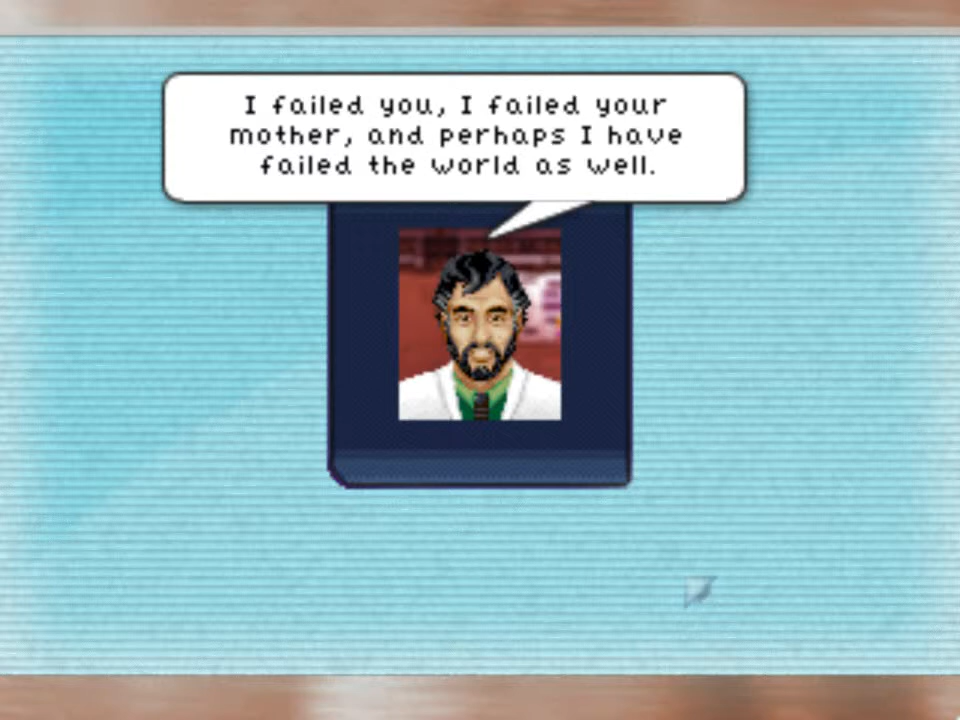 I failed you, I failed your
mother, and perhaps I have
failed the world as well.